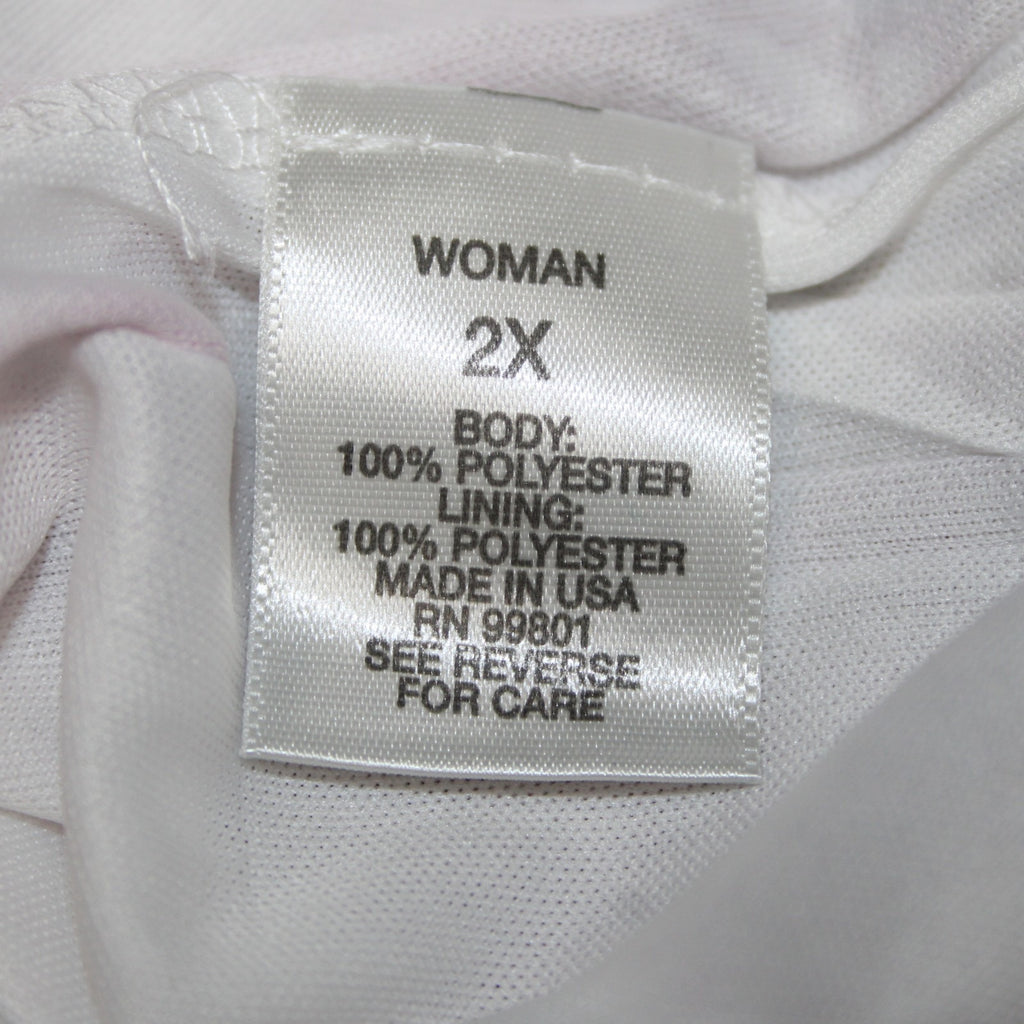 WOMAN
2X
BODY:
100% POLYESTER
LINING:
100% POLYESTER
MADE IN USA
RN 99801
SEE REVERSE
FOR CARE